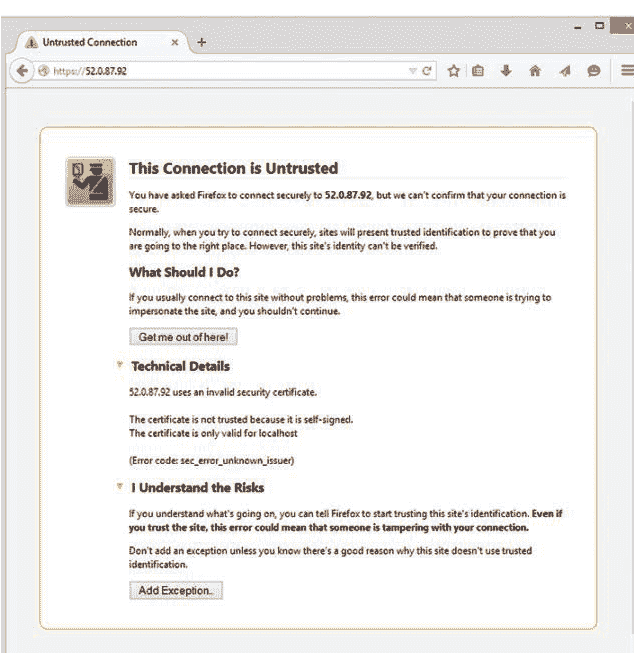 Untrusted Connection
https://52.0.87.92
This Connection is Untrusted
You have asked Firefox to connect securely to 52.0.87.92, but we can't confirm that your connection is
secure.
Normally, when you try to connect securely, sites will present trusted identification to prove that you
are going to the right place. However, this site's identity can't be verified.
What Should I Do?
If you usually connect to this site without problems, this error could mean that someone is trying to
impersonate the site, and you shouldn't continue.
Get me out of here!
Technical Details
52.0.87.92 uses an invalid security certificate.
The certificate is not trusted because it is self-signed.
The certificate is only valid for localhost
(Error code: sec_error_unknown_issuer)
I Understand the Risks
If you understand what's going on, you can tell Firefox to start trusting this site's identification. Even if
you trust the site, this error could mean that someone is tampering with your connection.
Don't add an exception unless you know there's a good reason why this site doesn't use trusted
identification.
Add Exception..